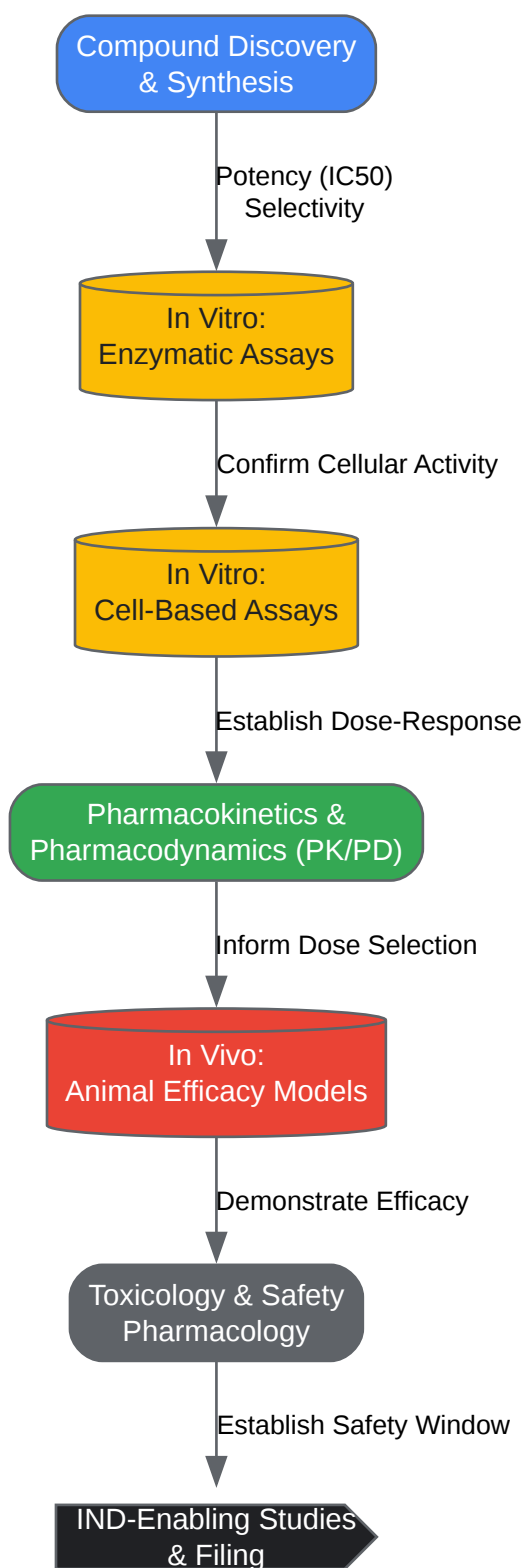 Compound Discovery
& Synthesis
Potency (IC50)
Selectivity
In Vitro:
Enzymatic Assays
Confirm Cellular Activity
In Vitro:
Cell-Based Assays
Establish Dose-Response
Pharmacokinetics &
Pharmacodynamics (PK/PD)
Inform Dose Selection
In Vivo:
Animal Efficacy Models
Demonstrate Efficacy
Toxicology & Safety
Pharmacology
Establish Safety Window
IND-Enabling Studies
& Filing